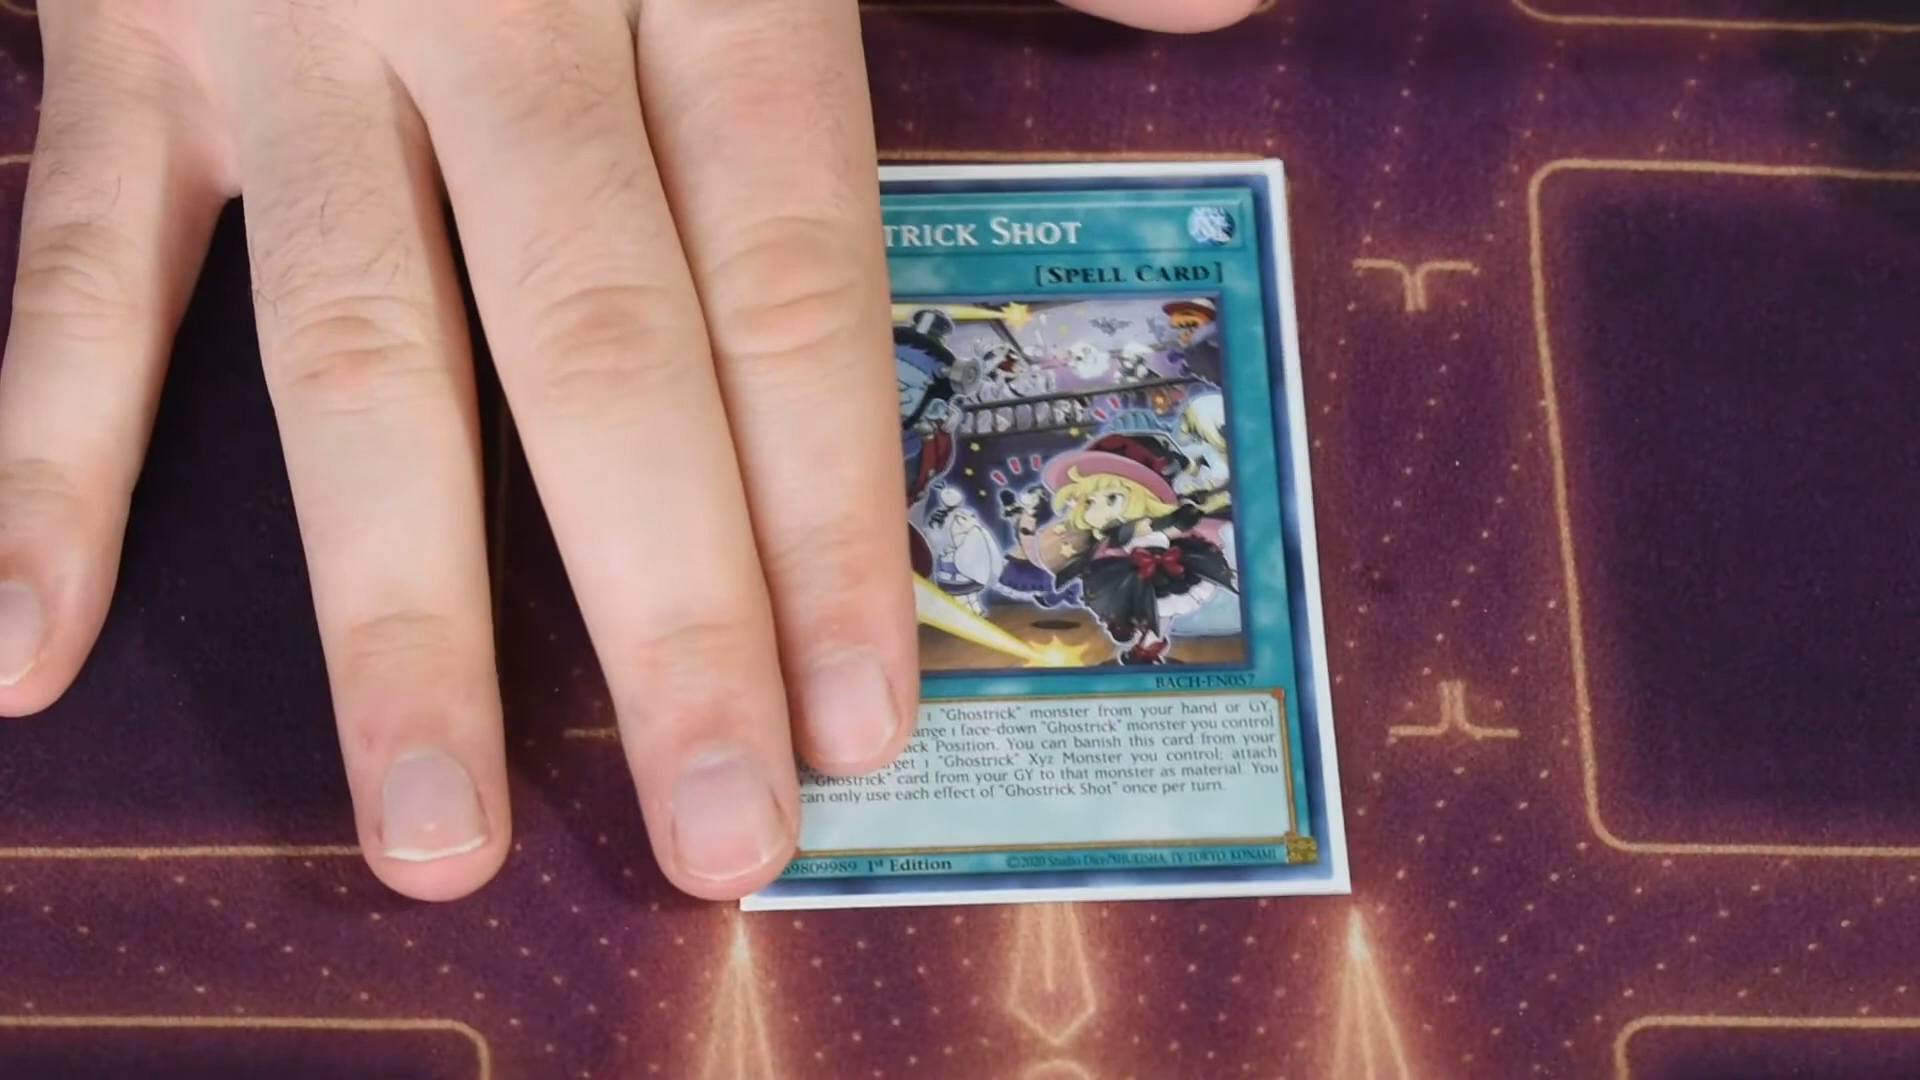 TRICK SHOT
[SPELL CARD]
BACH-EN057
1 "Ghostrick" monster from your hand or GY,
ange 1 face-down "Ghostrick" monster you control
ack Position. You can banish this card from your
rget 1 "Ghostrick" Xyz Monster you control; attach
"Ghostrick" card from your GY to that monster as material. You
can only use each effect of "Ghostrick Shot" once per turn.
69809989 1st Edition ©2020 Studio Dice/SHUEISHA, TV TOKYO, KONAMI